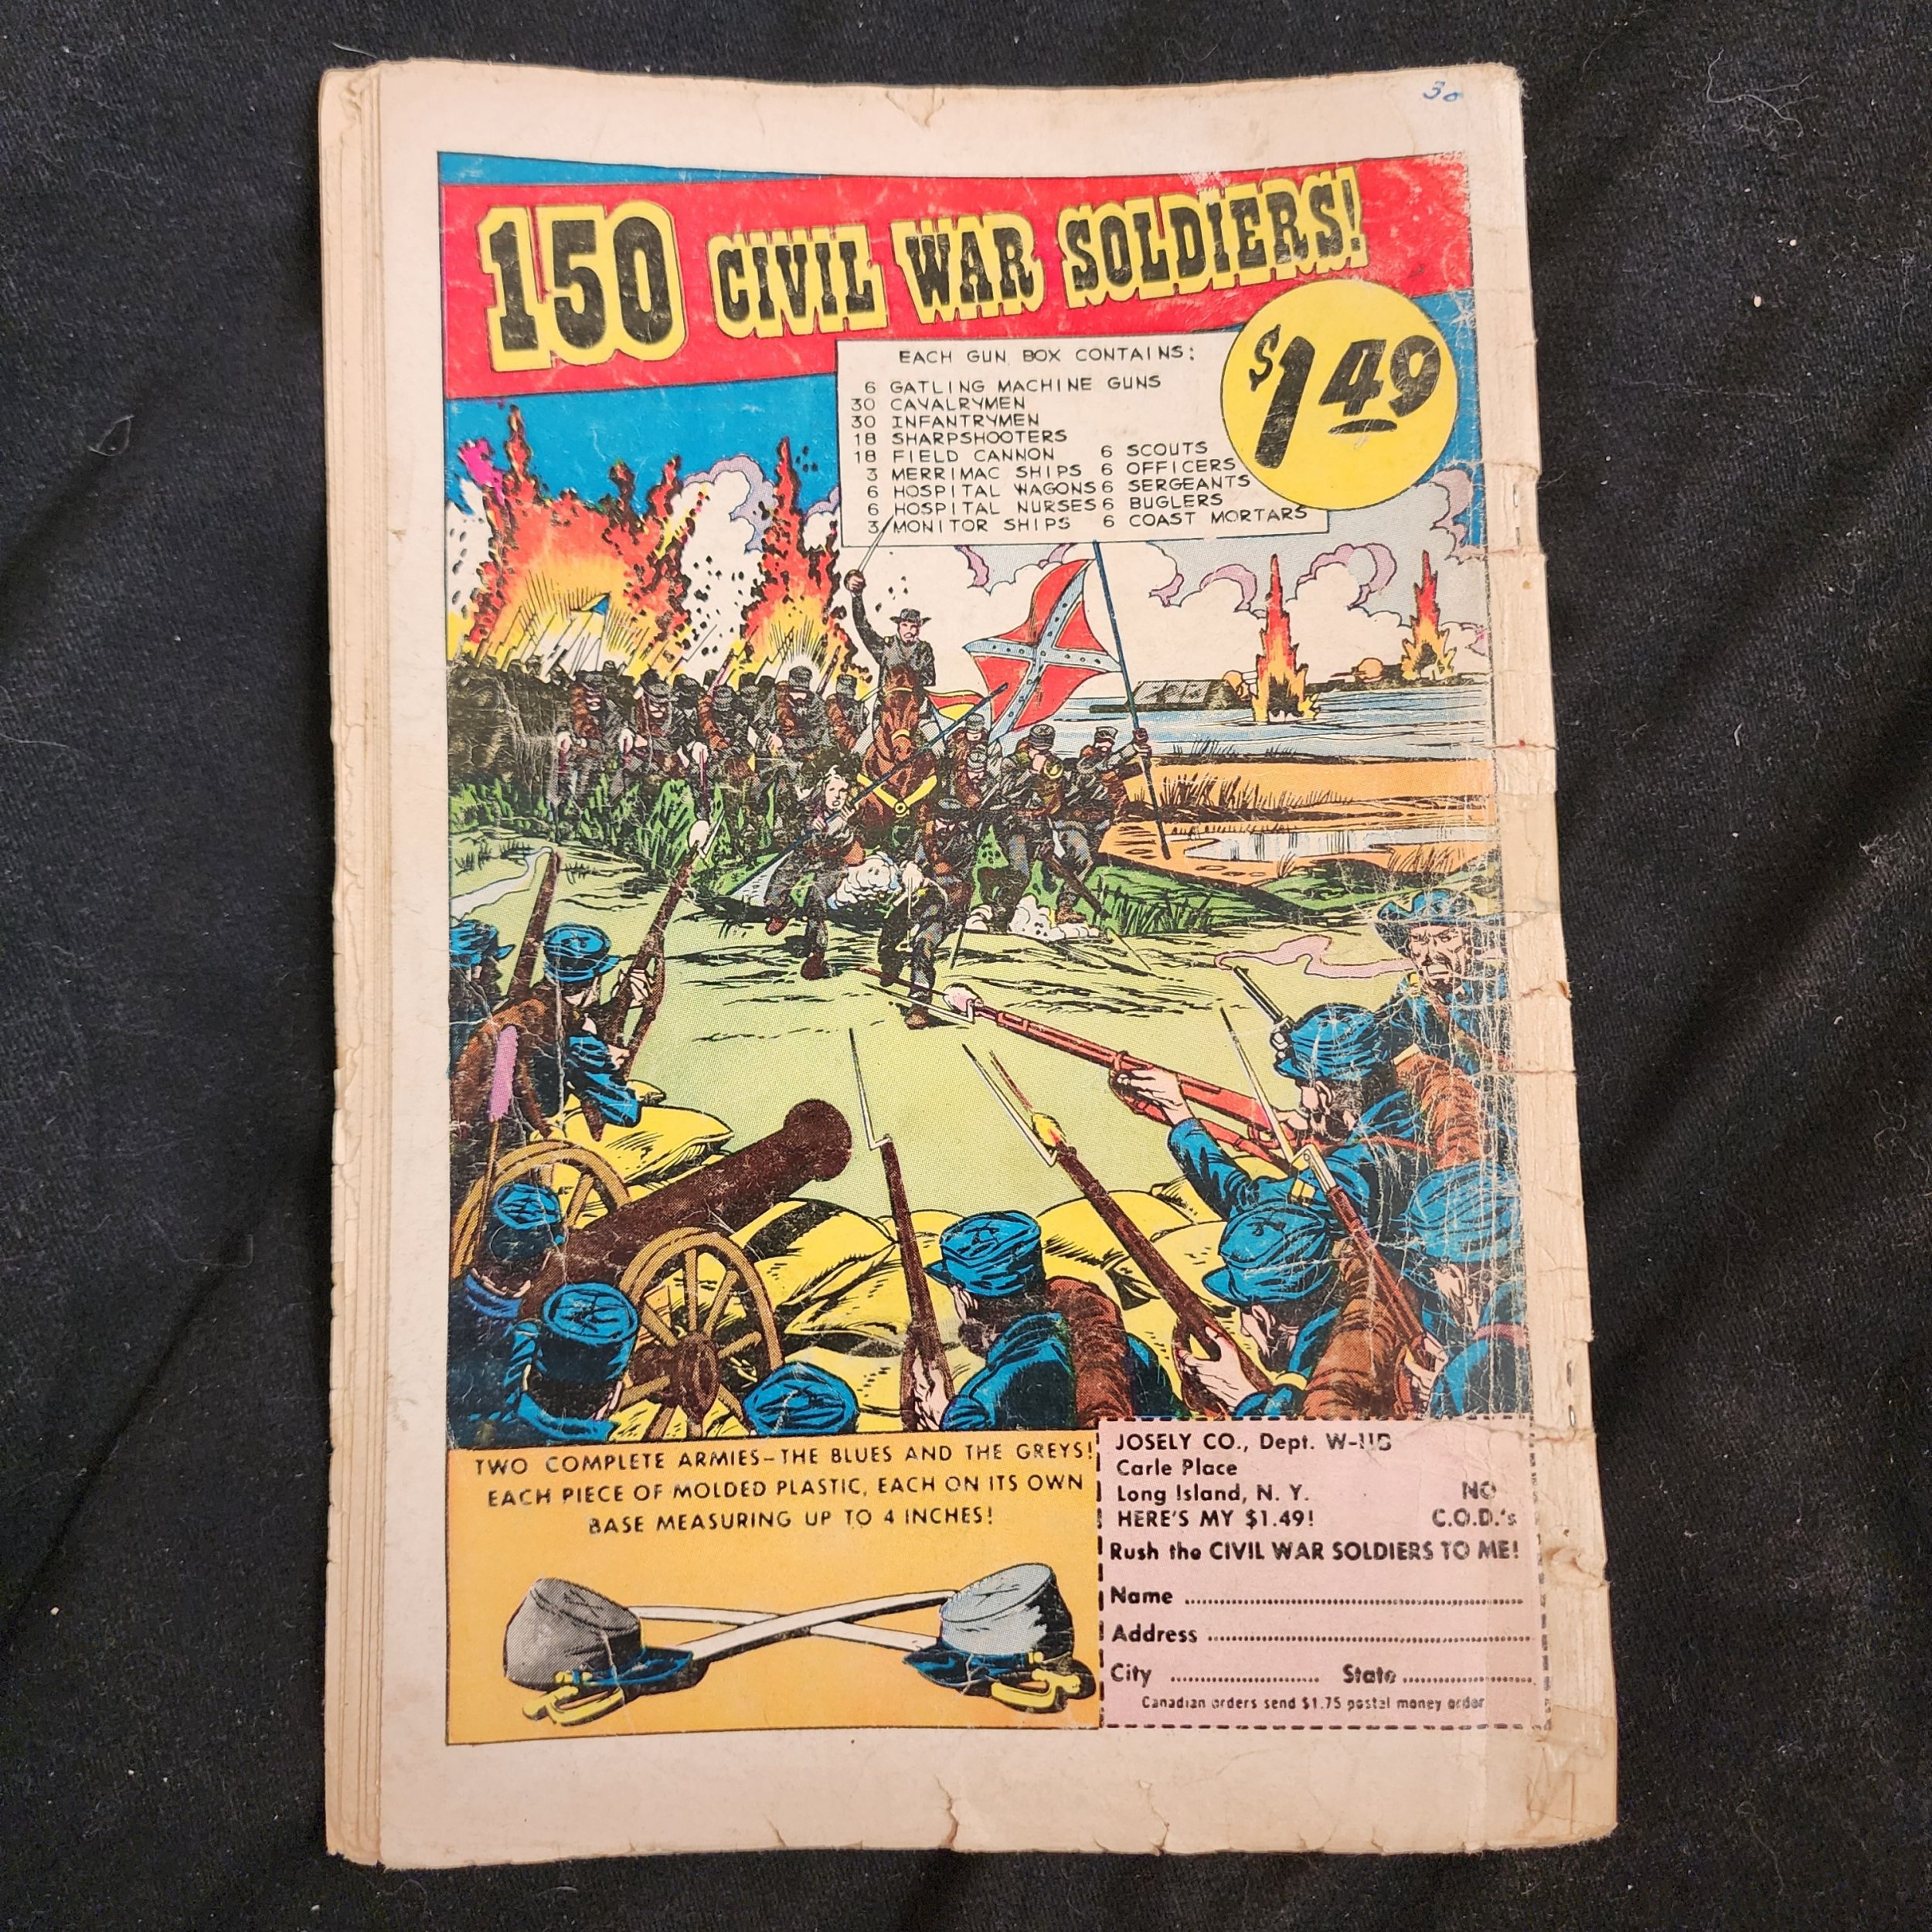 30
150 CIVIL WAR SOLDIERS!
$1.49
EACH GUN BOX CONTAINS:
6 GATLING MACHINE GUNS
30 CAVALRYMEN
30 INFANTRYMEN
18 SHARPSHOOTERS
18 FIELD CANNON 6 SCOUTS
3 MERRIMAC SHIPS 6 OFFICERS
6 HOSPITAL WAGONS 6 SERGEANTS
6 HOSPITAL NURSES 6 BUGLERS
3 MONITOR SHIPS 6 COAST MORTARS
TWO COMPLETE ARMIES-THE BLUES AND THE GREYS!
EACH PIECE OF MOLDED PLASTIC, EACH ON ITS OWN
BASE MEASURING UP TO 4 INCHES!
JOSELY CO., Dept. W-11B
Carle Place
Long Island, N. Y. NO
HERE'S MY $1.49! C.O.D.'s
Rush the CIVIL WAR SOLDIERS TO ME!
Name
Address
City State
Canadian orders send $1.75 postal money order